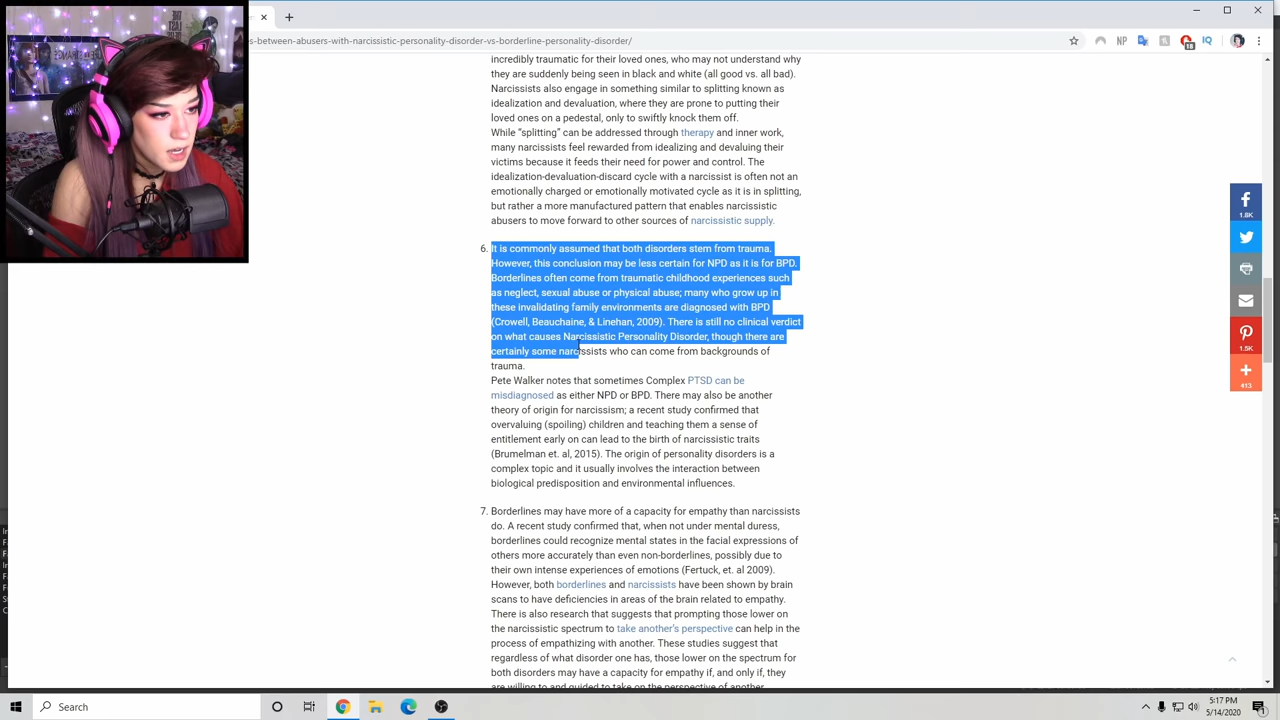 s-between-abusers-with-narcissistic-personality-disorder-vs-borderline-personality-disorder/
NP
18
IQ
incredibly traumatic for their loved ones, who may not understand why
they are suddenly being seen in black and white (all good vs. all bad).
Narcissists also engage in something similar to splitting known as
idealization and devaluation, where they are prone to putting their
loved ones on a pedestal, only to swiftly knock them off.
While “splitting” can be addressed through therapy and inner work,
many narcissists feel rewarded from idealizing and devaluing their
victims because it feeds their need for power and control. The
idealization-devaluation-discard cycle with a narcissist is often not an
emotionally charged or emotionally motivated cycle as it is in splitting,
but rather a more manufactured pattern that enables narcissistic
abusers to move forward to other sources of narcissistic supply.
6. It is commonly assumed that both disorders stem from trauma.
However, this conclusion may be less certain for NPD as it is for BPD.
Borderlines often come from traumatic childhood experiences such
as neglect, sexual abuse or physical abuse; many who grow up in
these invalidating family environments are diagnosed with BPD
(Crowell, Beauchaine, & Linehan, 2009). There is still no clinical verdict
on what causes Narcissistic Personality Disorder, though there are
certainly some narcissists who can come from backgrounds of
trauma.
Pete Walker notes that sometimes Complex PTSD can be
misdiagnosed as either NPD or BPD. There may also be another
theory of origin for narcissism; a recent study confirmed that
overvaluing (spoiling) children and teaching them a sense of
entitlement early on can lead to the birth of narcissistic traits
(Brumelman et. al, 2015). The origin of personality disorders is a
complex topic and it usually involves the interaction between
biological predisposition and environmental influences.
7. Borderlines may have more of a capacity for empathy than narcissists
do. A recent study confirmed that, when not under mental duress,
borderlines could recognize mental states in the facial expressions of
others more accurately than even non-borderlines, possibly due to
their own intense experiences of emotions (Fertuck, et. al 2009).
However, both borderlines and narcissists have been shown by brain
scans to have deficiencies in areas of the brain related to empathy.
There is also research that suggests that prompting those lower on
the narcissistic spectrum to take another’s perspective can help in the
process of empathizing with another. These studies suggest that
regardless of what disorder one has, those lower on the spectrum for
both disorders may have a capacity for empathy if, and only if, they
are willing to and guided to take on the perspective of another
1.8K
1.5K
413
Search
5:17 PM
5/14/2020
1